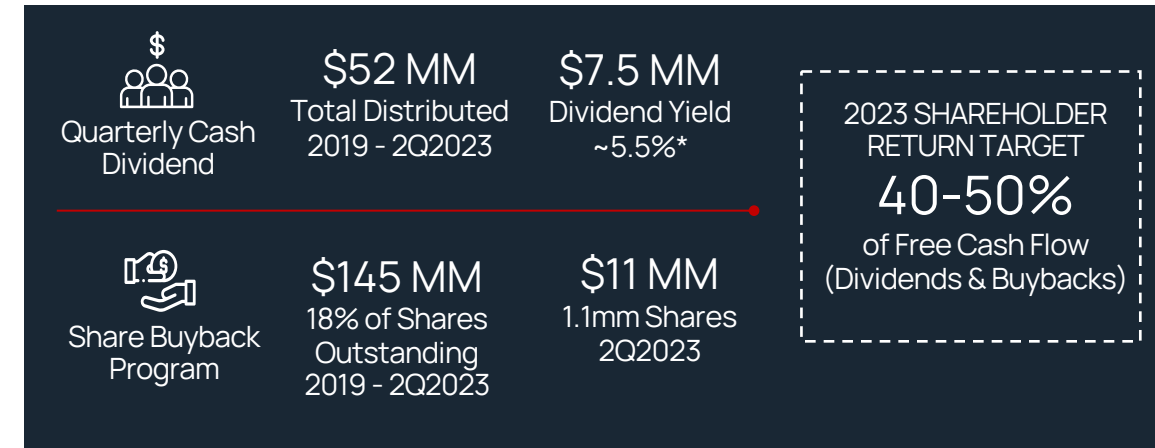 $
Quarterly Cash
Dividend
$52 MM
Total Distributed
2019 - 2Q2023
$7.5 MM
Dividend Yield
~5.5%*
Share Buyback
Program
$145 MM
18% of Shares
Outstanding
2019 - 2Q2023
$11 MM
1.1mm Shares
2Q2023
2023 SHAREHOLDER
RETURN TARGET
40-50%
of Free Cash Flow
(Dividends & Buybacks)